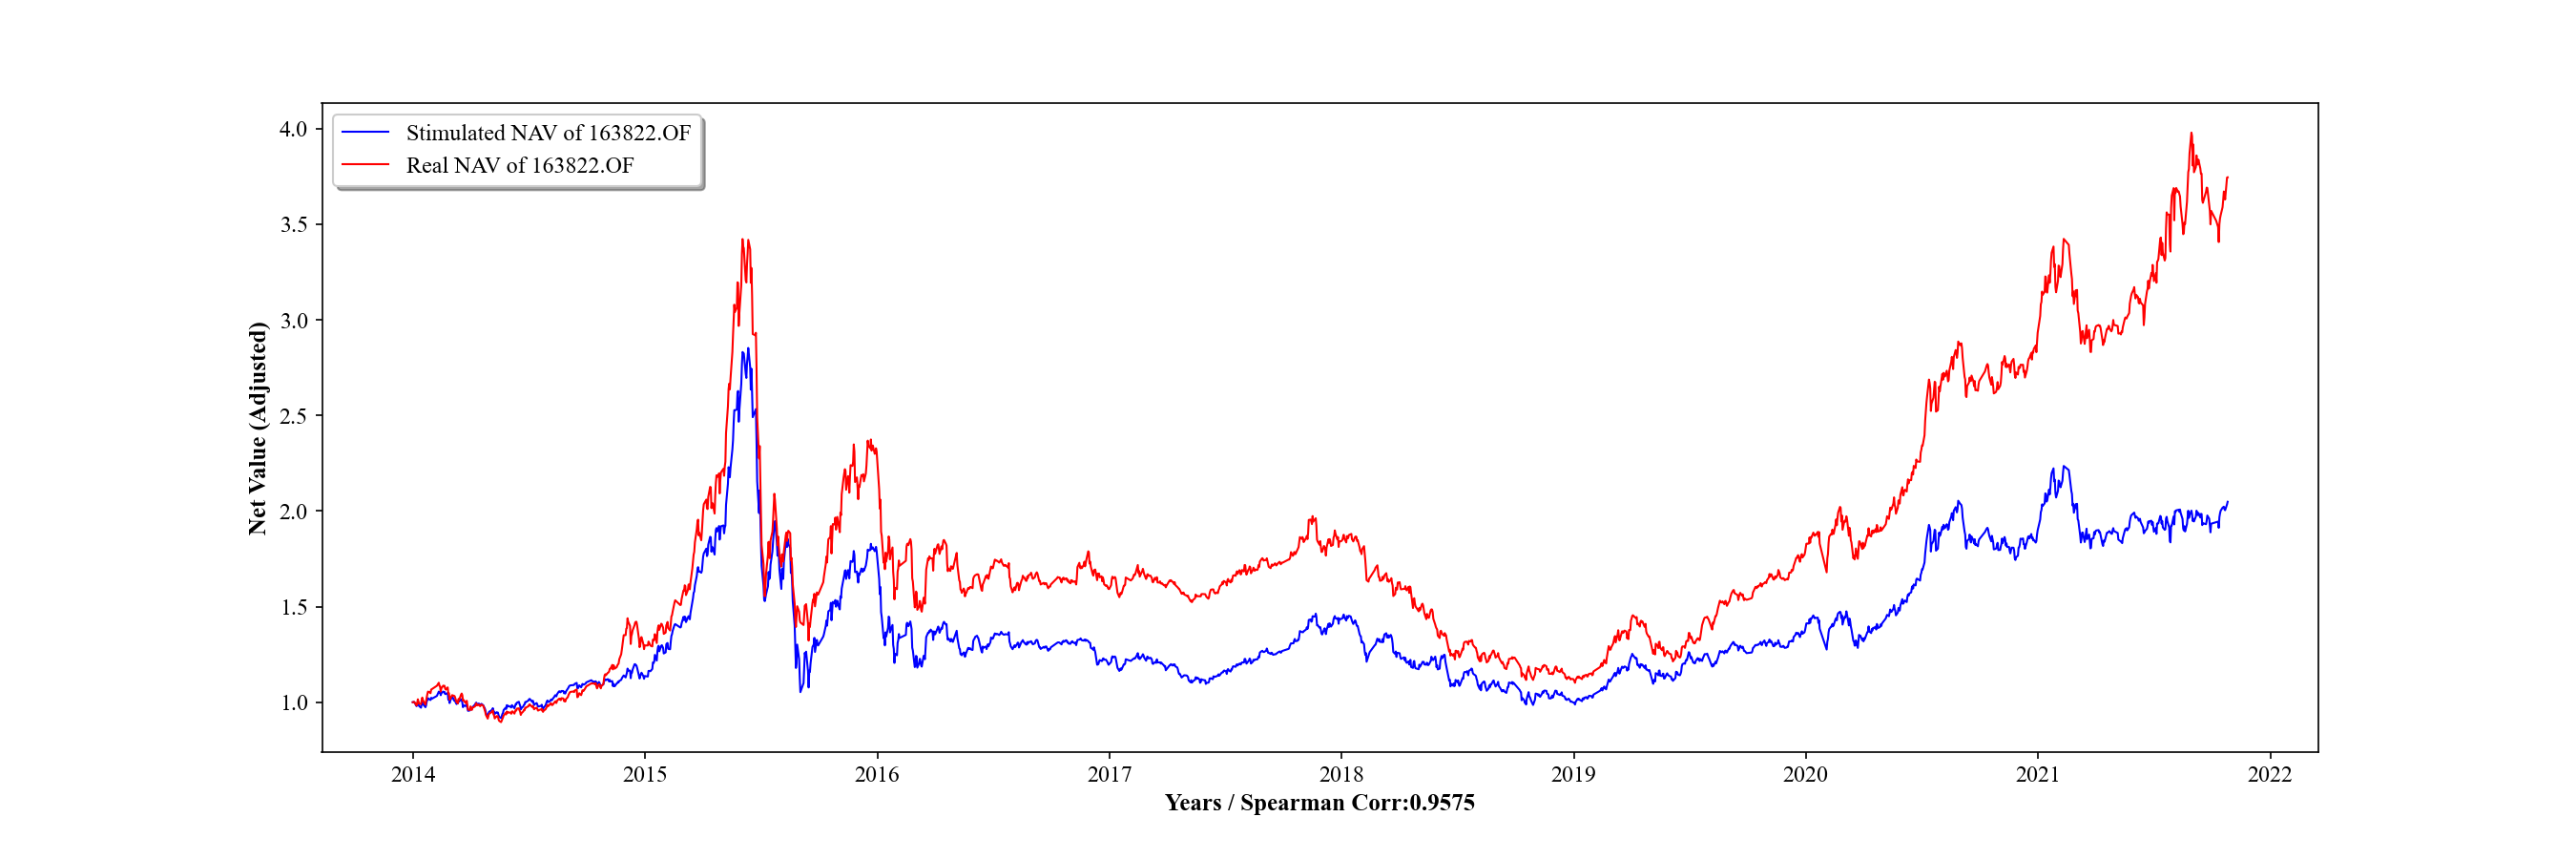 Stimulated NAV of 163822.OF
Real NAV of 163822.OF
Net Value (Adjusted)
4.0
3.5
3.0
2.5
2.0
1.5
1.0
2014 2015 2016 2017 2018 2019 2020 2021 2022
Years / Spearman Corr:0.9575